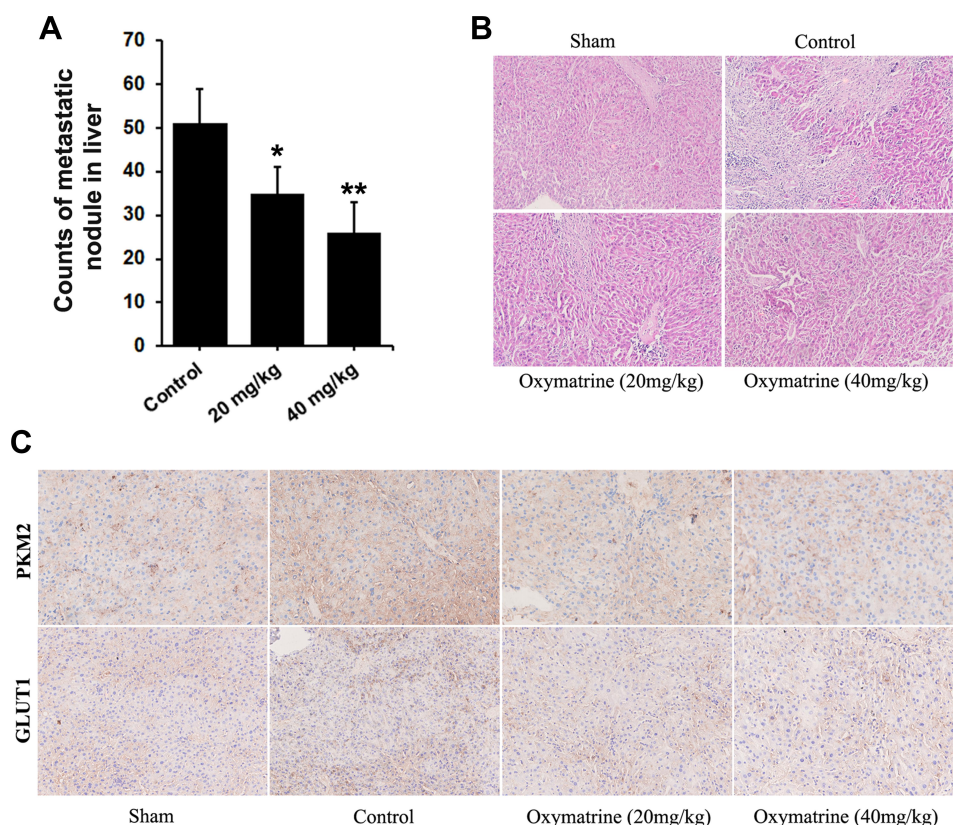 A
Counts of metastatic
nodule in liver
70
60
50
40
30
20
10
0
*
**
Control
20 mg/kg
40 mg/kg
B
Sham
Control
Oxymatrine (20mg/kg)
Oxymatrine (40mg/kg)
C
PKM2
GLUT1
Sham
Control
Oxymatrine (20mg/kg)
Oxymatrine (40mg/kg)